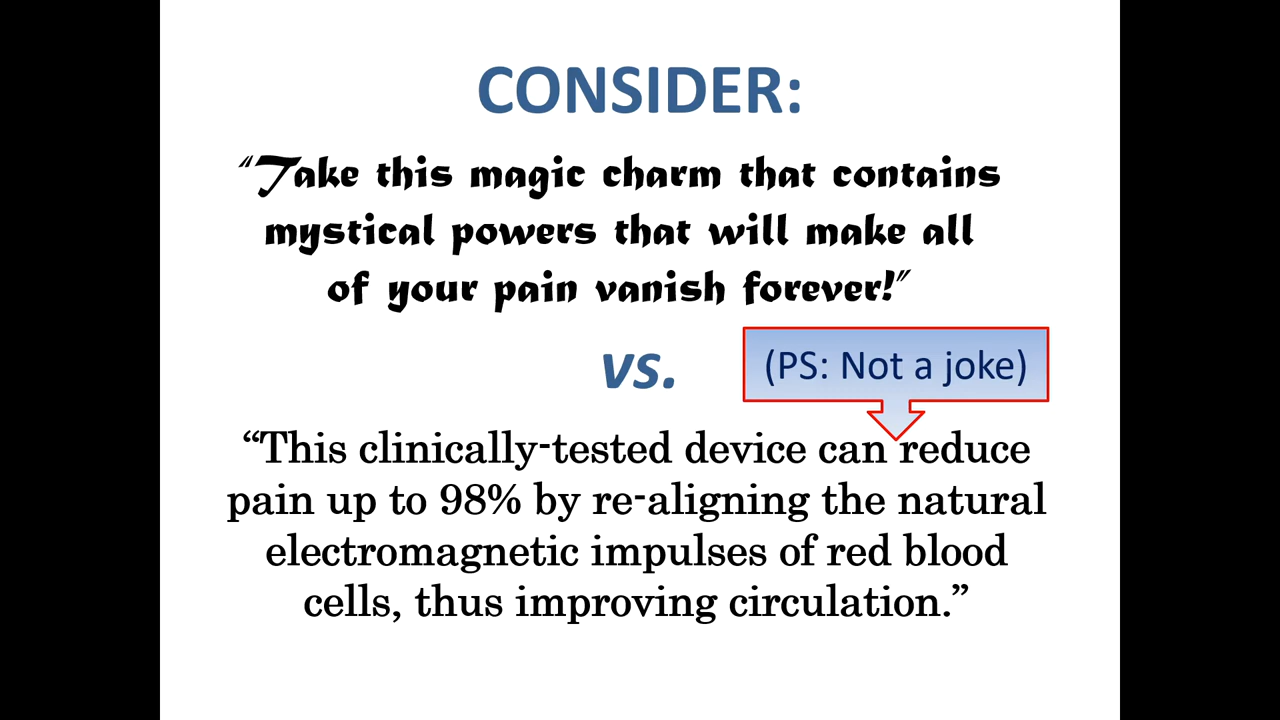 CONSIDER:
“Take this magic charm that contains
mystical powers that will make all
of your pain vanish forever!”
vs.
(PS: Not a joke)
“This clinically-tested device can reduce
pain up to 98% by re-aligning the natural
electromagnetic impulses of red blood
cells, thus improving circulation.”